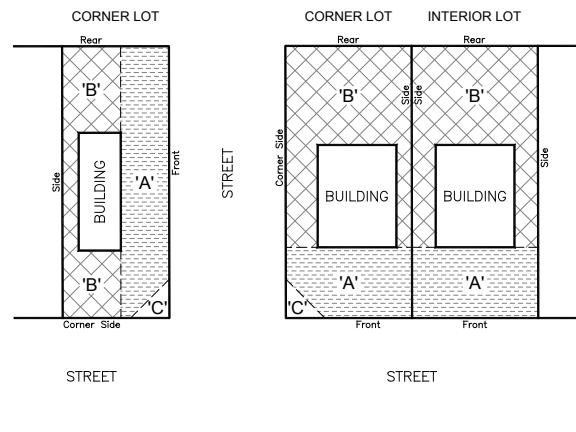 CORNER LOT
CORNER LOT
INTERIOR LOT
Rear
Rear
Rear
'B'
'B'
'B'
Side
Side
Side
BUILDING
'A'
Front
STREET
Corner Side
BUILDING
BUILDING
Side
'B'
'A'
'A'
'C'
'C'
Corner Side
Front
Front
STREET
STREET